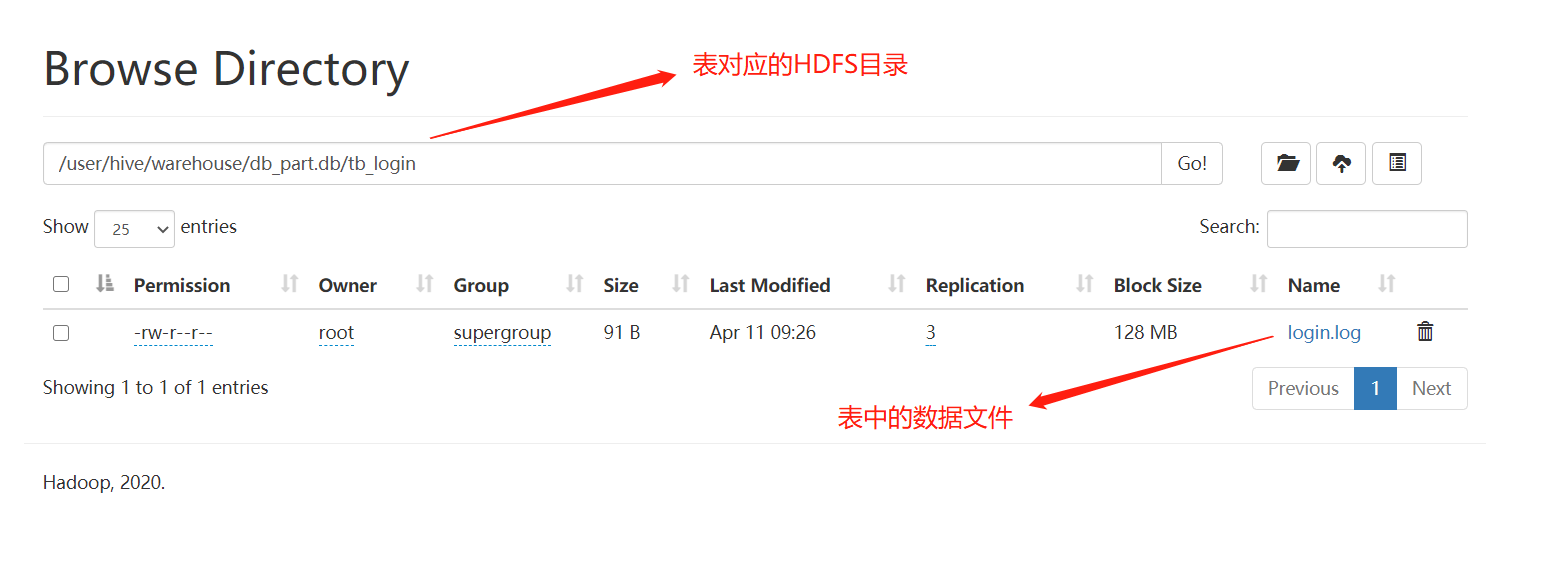 Browse Directory
表对应的HDFS目录
/user/hive/warehouse/db_part.db/tb_login Go!
Show 25 entries Search:
Permission Owner Group Size Last Modified Replication Block Size Name
-rw-r--r-- root supergroup 91 B Apr 11 09:26 3 128 MB login.log
Showing 1 to 1 of 1 entries Previous 1 Next
表中的数据文件
Hadoop, 2020.